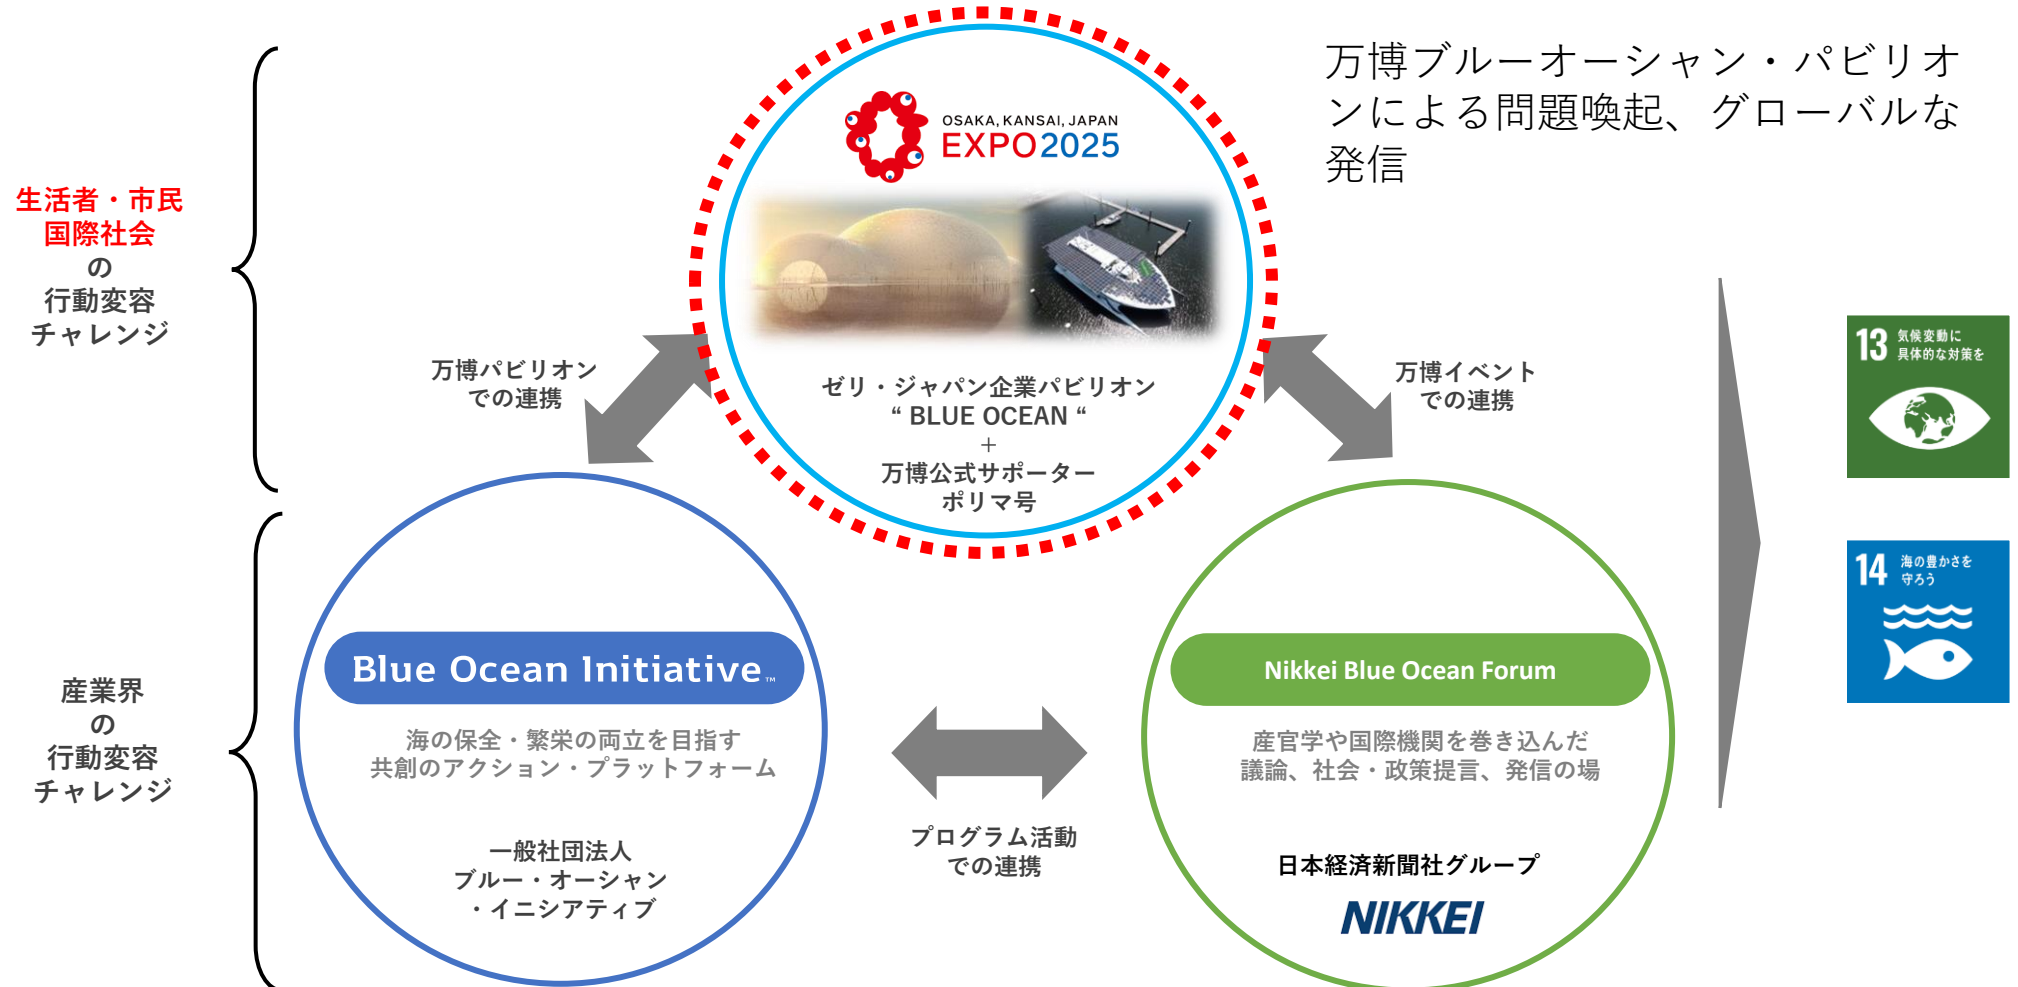 万博ブルーオーシャン・パビリオ
ンによる問題喚起、グローバルな
発信
OSAKA, KANSAI, JAPAN
EXPO2025
生活者・市民
国際社会
の
行動変容
チャレンジ
万博パビリオン
での連携
ゼリ・ジャパン企業パビリオン
“ BLUE OCEAN “
+
万博公式サポーター
ポリマ号
万博イベント
での連携
13 気候変動に
具体的な対策を
14 海の豊かさを
守ろう
産業界
の
行動変容
チャレンジ
Blue Ocean Initiative™
海の保全・繁栄の両立を目指す
共創のアクション・プラットフォーム
一般社団法人
ブルー・オーシャン
・イニシアティブ
プログラム活動
での連携
Nikkei Blue Ocean Forum
産官学や国際機関を巻き込んだ
議論、社会・政策提言、発信の場
日本経済新聞社グループ
NIKKEI